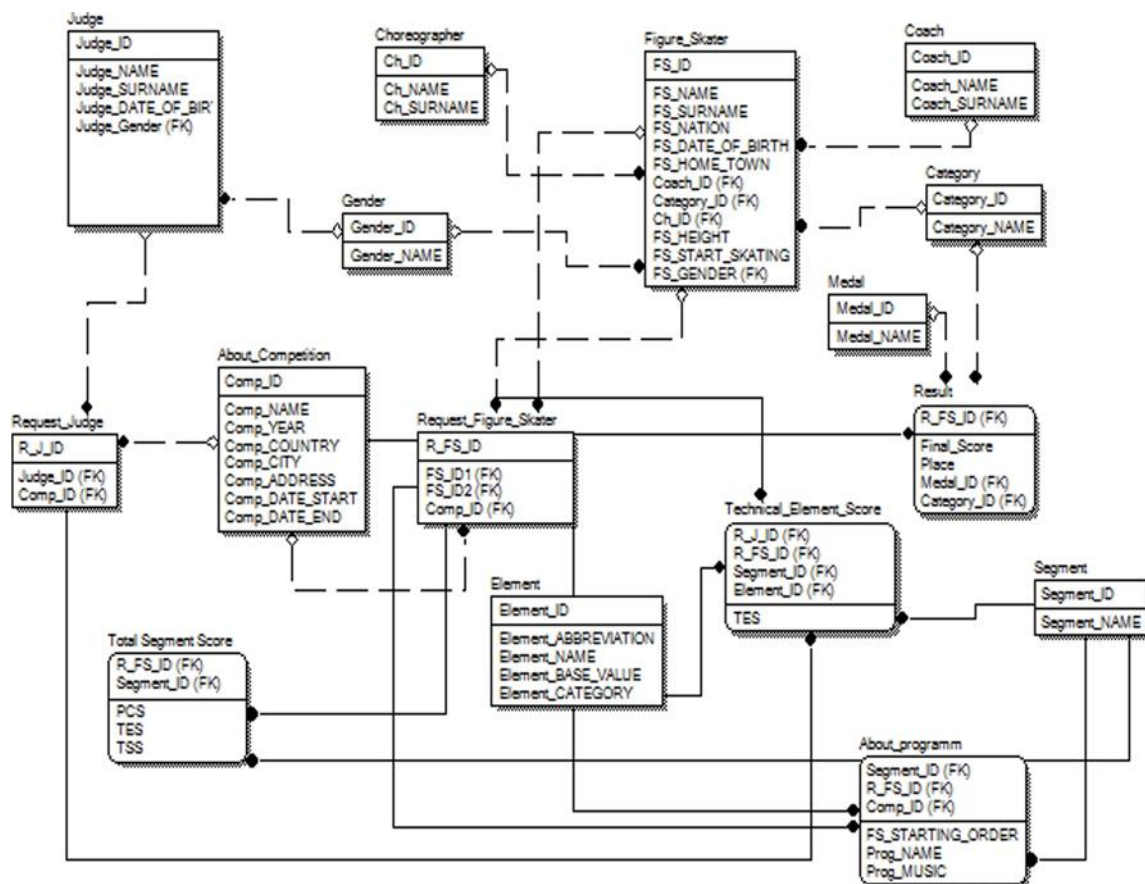 Judge
Judge_ID
Judge_NAME
Judge_SURNAME
Judge_DATE_OF_BIR
Judge_Gender (FK)
Choreographer
Ch_ID
Ch_NAME
Ch_SURNAME
Figure_Skater
FS_ID
FS_NAME
FS_SURNAME
FS_NATION
FS_DATE_OF_BIRTH
FS_HOME_TOWN
Coach_ID (FK)
Category_ID (FK)
Ch_ID (FK)
FS_HEIGHT
FS_START_SKATING
FS_GENDER (FK)
Coach
Coach_ID
Coach_NAME
Coach_SURNAME
Gender
Gender_ID
Gender_NAME
Category
Category_ID
Category_NAME
Medal
Medal_ID
Medal_NAME
About_Competition
Comp_ID
Comp_NAME
Comp_YEAR
Comp_COUNTRY
Comp_CITY
Comp_ADDRESS
Comp_DATE_START
Comp_DATE_END
Request_Judge
R_J_ID
Judge_ID (FK)
Comp_ID (FK)
Request_Figure_Skater
R_FS_ID
FS_ID1 (FK)
FS_ID2 (FK)
Comp_ID (FK)
Result
R_FS_ID (FK)
Final_Score
Place
Medal_ID (FK)
Category_ID (FK)
Technical_Element_Score
R_J_ID (FK)
R_FS_ID (FK)
Segment_ID (FK)
Element_ID (FK)
TES
Segment
Segment_ID
Segment_NAME
Element
Element_ID
Element_ABBREVIATION
Element_NAME
Element_BASE_VALUE
Element_CATEGORY
Total Segment Score
R_FS_ID (FK)
Segment_ID (FK)
PCS
TES
TSS
About_programm
Segment_ID (FK)
R_FS_ID (FK)
Comp_ID (FK)
FS_STARTING_ORDER
Prog_NAME
Prog_MUSIC